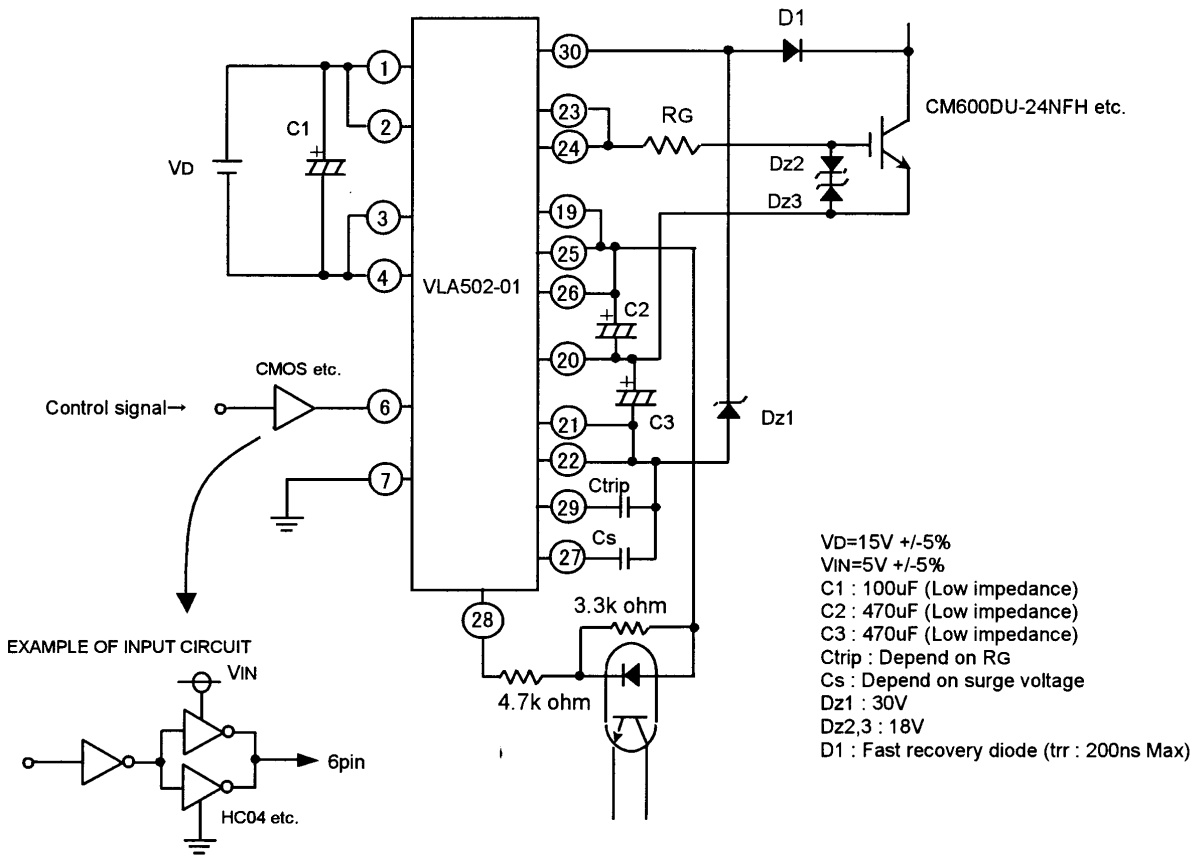 D1
30
1
CM600DU-24NFH etc.
23
RG
C1
2
24
+
Dz2
VD
Dz3
19
3
25
VLA502-01
4
26
C2
+
20
CMOS etc.
+
Control signal→
6
C3
Dz1
21
22
7
Ctrip
29
Cs
27
VD=15V +/-5%
VIN=5V +/-5%
C1 : 100uF (Low impedance)
C2 : 470uF (Low impedance)
C3 : 470uF (Low impedance)
Ctrip : Depend on RG
Cs : Depend on surge voltage
Dz1 : 30V
Dz2,3 : 18V
D1 : Fast recovery diode (trr : 200ns Max)
28
3.3k ohm
4.7k ohm
EXAMPLE OF INPUT CIRCUIT
VIN
6pin
HC04 etc.